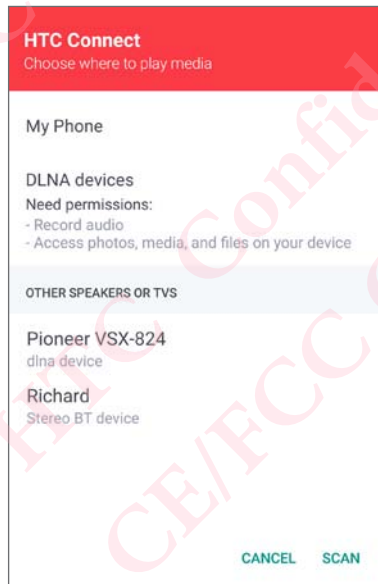 HTC Connect
Choose where to play media
My Phone
DLNA devices
Need permissions:
- Record audio
- Access photos, media, and files on your device
OTHER SPEAKERS OR TVS
Pioneer VSX-824
dlna device
Richard
Stereo BT device
CANCEL SCAN
HTC Confid
CE/FCC